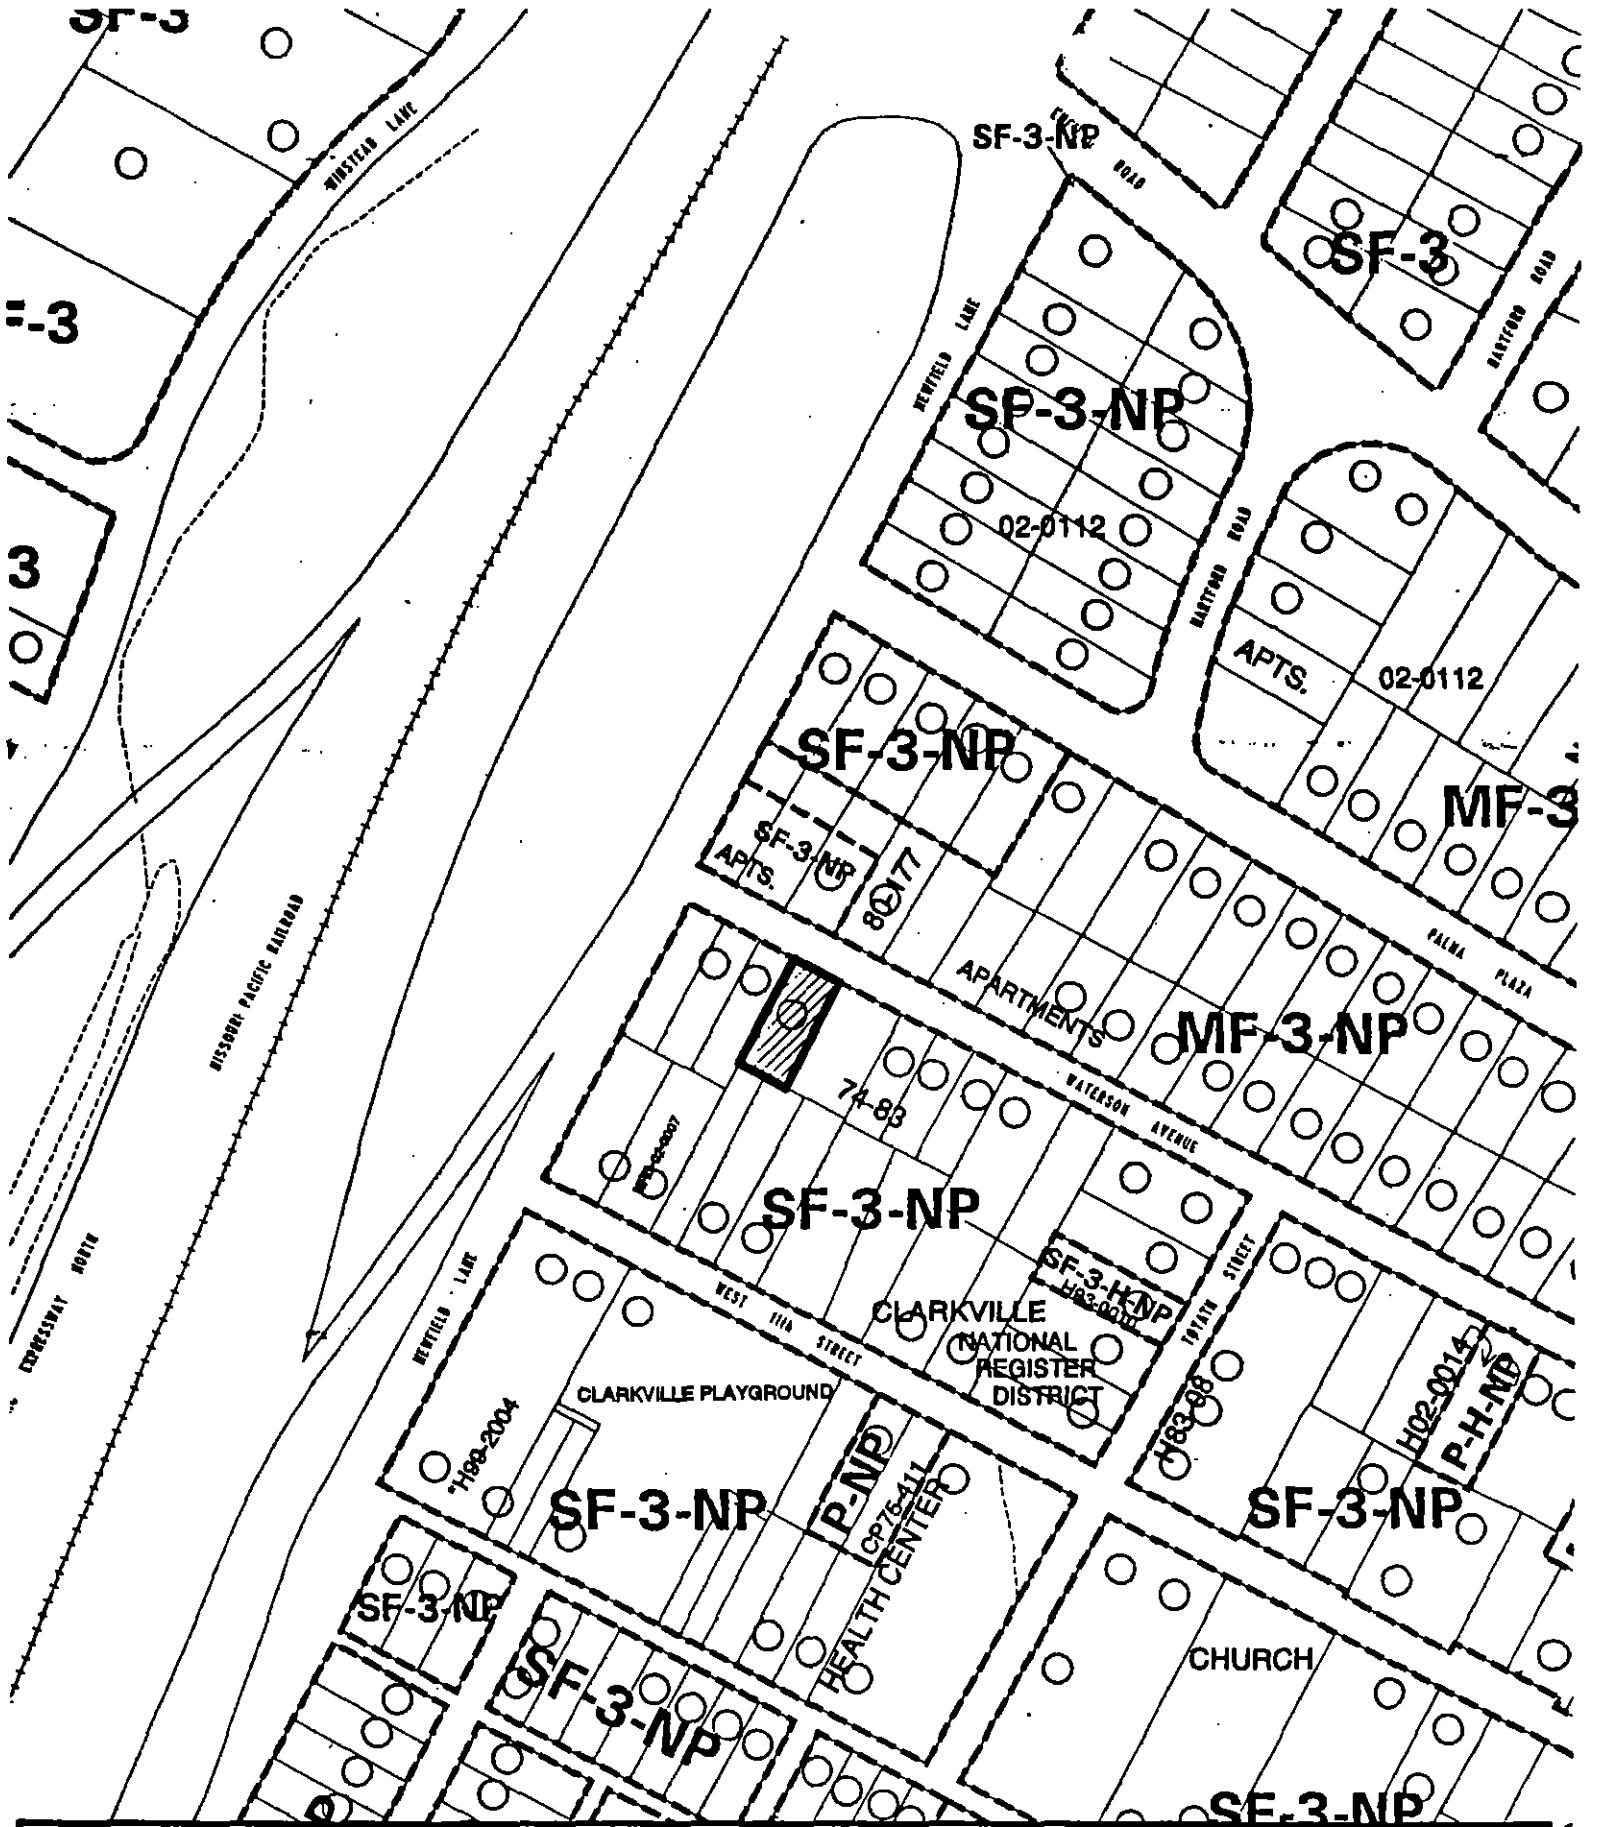 SF-3
WINSTEAD LANE
SF-3-NP
ROAD
SF-3
HARTFORD ROAD
F-3
NEWFIELD LANE
SF-3-NP
02-0112
HARTFORD ROAD
3
APTS.
02-0112
SF-3-NP
MF-3
SF-3-NP
APTS.
80-177
PALMA PLAZA
MISSOURI PACIFIC RAILROAD
APARTMENTS
MF-3-NP
74-83
WATERSON AVENUE
SF-3-NP
SF-3-H-NP
TOYATH STREET
EXPRESSWAY NORTH
NEWFIELD LANE
WEST 11th STREET
CLARKVILLE
NATIONAL
REGISTER
DISTRICT
CLARKVILLE PLAYGROUND
H99-2004
P-NP
CP75-411
HEALTH CENTER
H83-08
H02-0014
P-H-NP
SF-3-NP
SF-3-NP
SF-3-NP
SF-3-NP
CHURCH
SF-3-NP